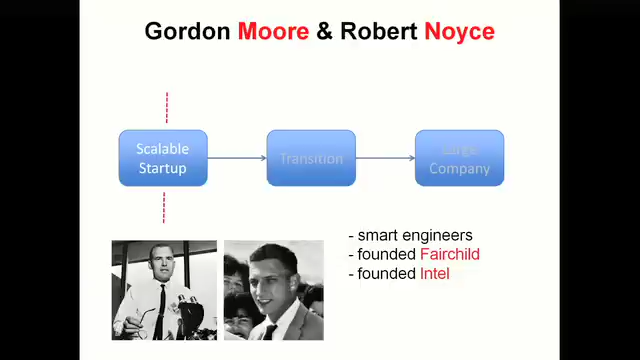 Gordon Moore & Robert Noyce
Scalable
Startup
Transition
Large
Company
- smart engineers
- founded Fairchild
- founded Intel